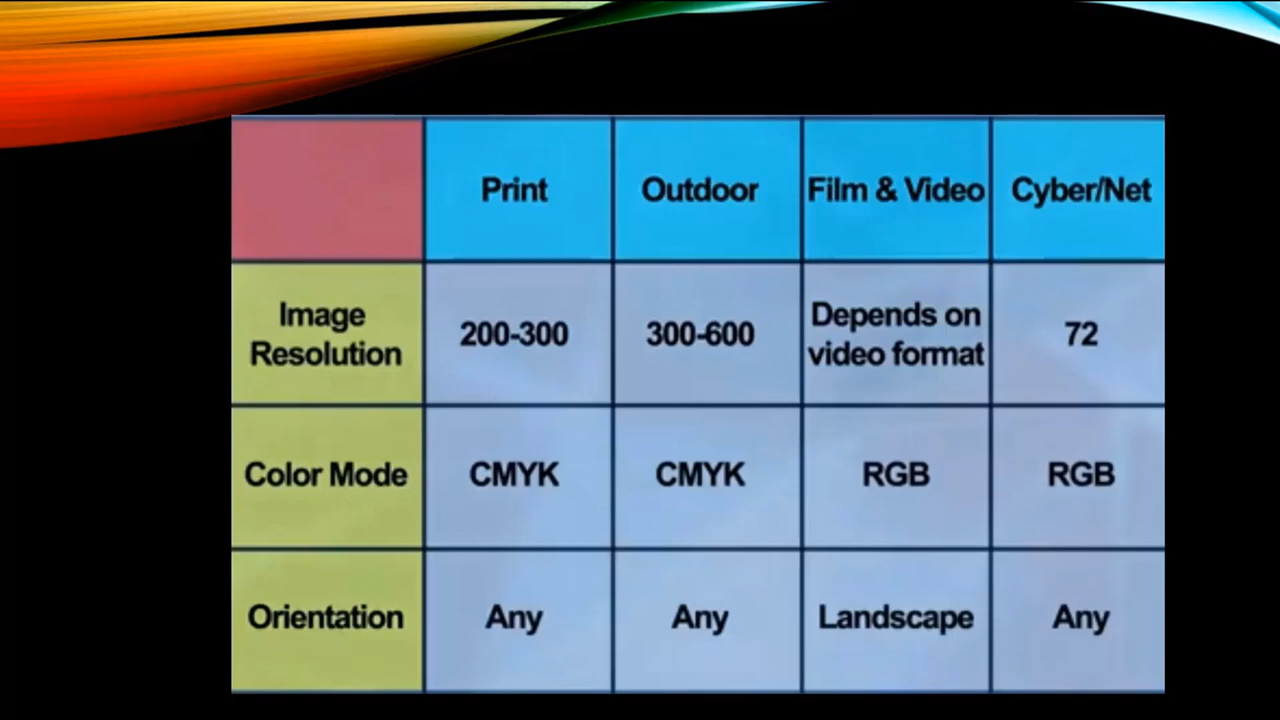 Print Outdoor Film & Video Cyber/Net
Image
Resolution
200-300
300-600
Depends on
video format
72
Color Mode CMYK CMYK RGB RGB
Orientation Any Any Landscape Any